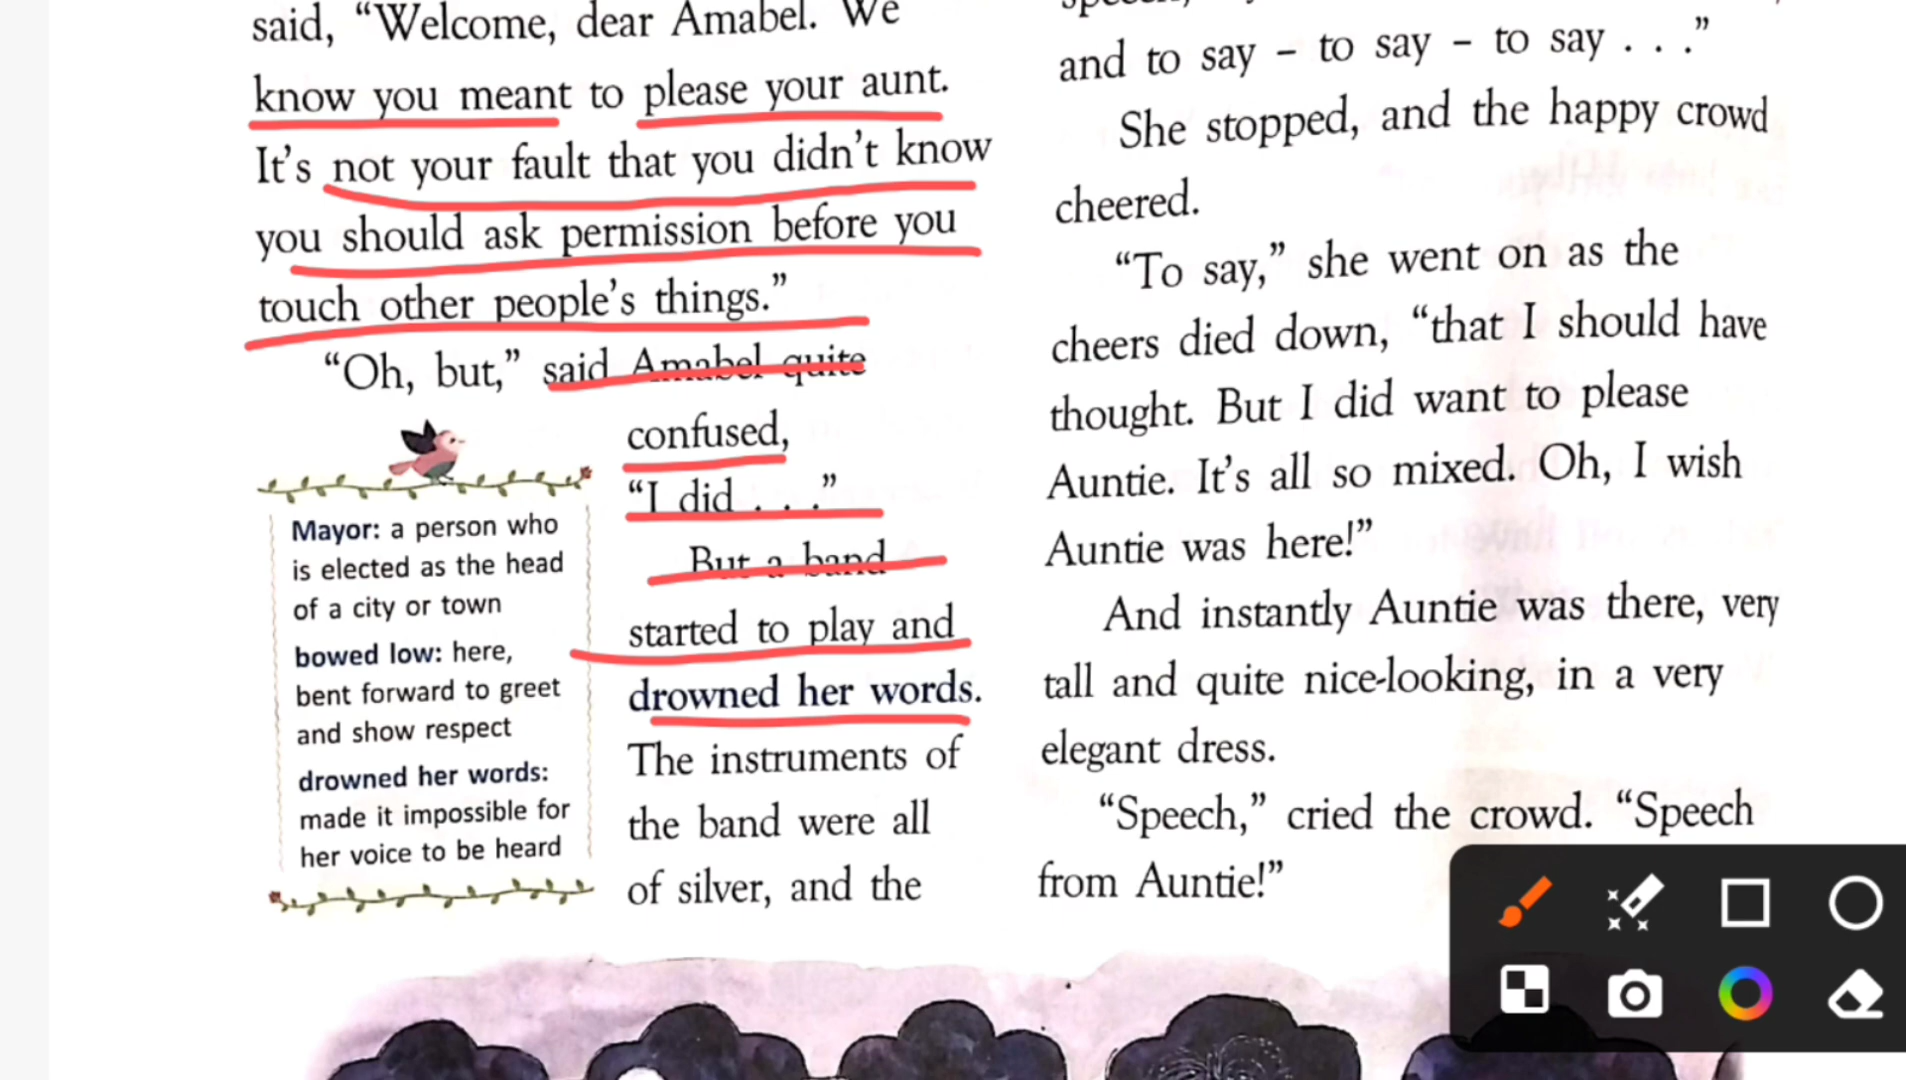 said, “Welcome, dear Amabel. We
know you meant to please your aunt.
It’s not your fault that you didn’t know
you should ask permission before you
touch other people’s things.”
“Oh, but,” said Amabel quite
confused,
“I did . . .”
But a band
started to play and
drowned her words.
The instruments of
the band were all
of silver, and the
Mayor: a person who
is elected as the head
of a city or town
bowed low: here,
bent forward to greet
and show respect
drowned her words:
made it impossible for
her voice to be heard
and to say – to say – to say . . .”
She stopped, and the happy crowd
cheered.
“To say,” she went on as the
cheers died down, “that I should have
thought. But I did want to please
Auntie. It’s all so mixed. Oh, I wish
Auntie was here!”
And instantly Auntie was there, very
tall and quite nice-looking, in a very
elegant dress.
“Speech,” cried the crowd. “Speech
from Auntie!”